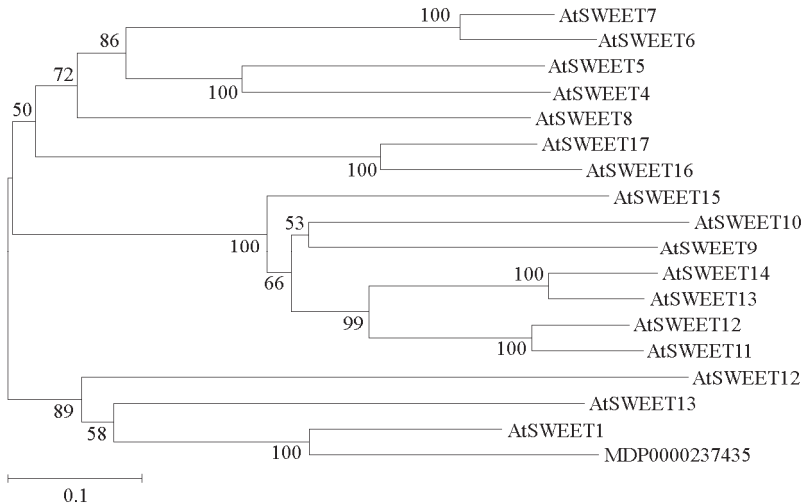 100 AtSWEET7
86 AtSWEET6
72 AtSWEET5
100 AtSWEET4
50 AtSWEET8
AtSWEET17
100 AtSWEET16
AtSWEET15
53 AtSWEET10
100 AtSWEET9
66 100 AtSWEET14
AtSWEET13
99 AtSWEET12
100 AtSWEET11
AtSWEET12
89 AtSWEET13
58 AtSWEET1
100 MDP0000237435
0.1